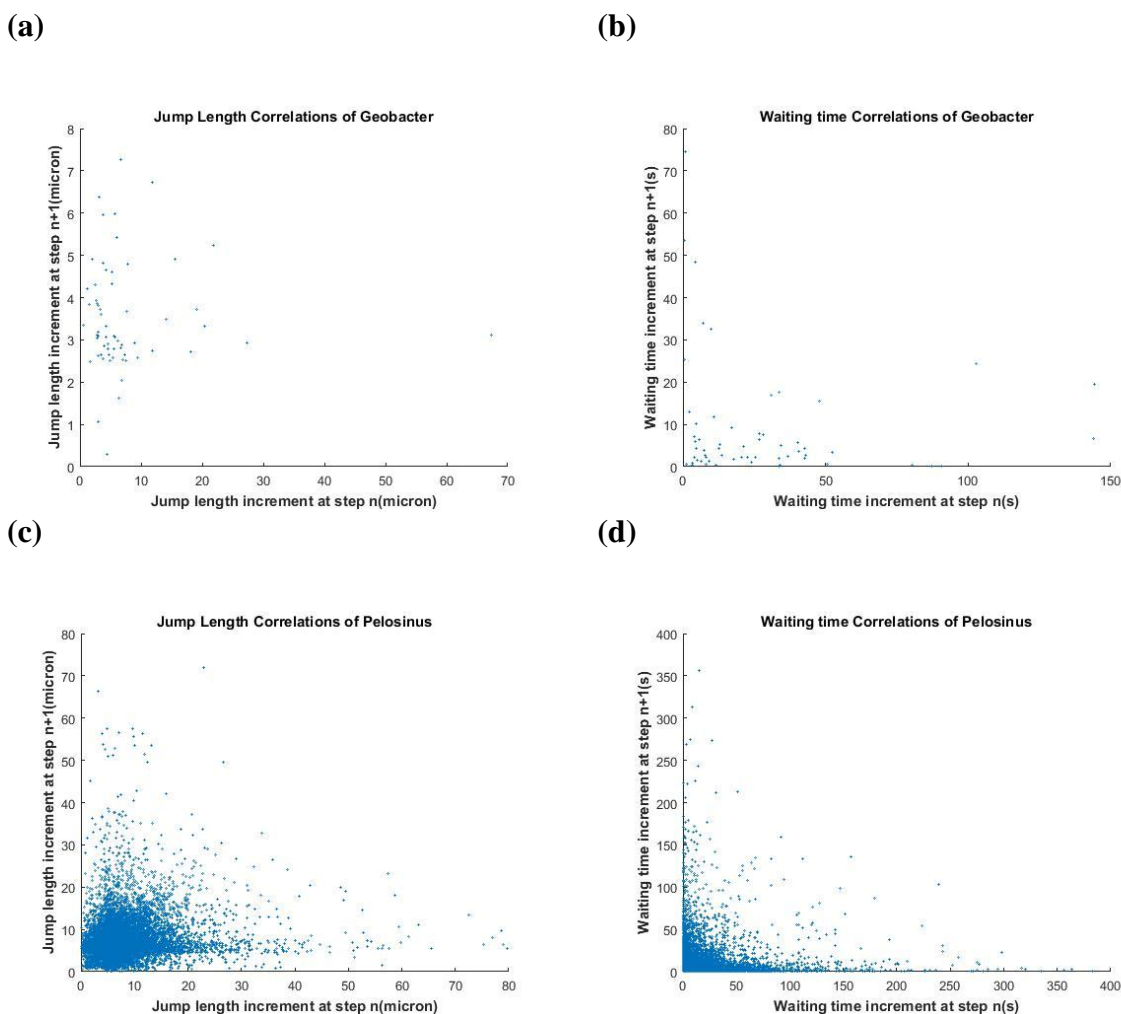 (a)
(b)
Jump Length Correlations of Geobacter
Jump length increment at step n+1(micron)
8
7
6
5
4
3
2
1
0
0 10 20 30 40 50 60 70
Jump length increment at step n(micron)
Waiting time Correlations of Geobacter
Waiting time increment at step n+1(s)
80
70
60
50
40
30
20
10
0
0 50 100 150
Waiting time increment at step n(s)
(c)
(d)
Jump Length Correlations of Pelosinus
Jump length increment at step n+1(micron)
80
70
60
50
40
30
20
10
0
0 10 20 30 40 50 60 70 80
Jump length increment at step n(micron)
Waiting time Correlations of Pelosinus
Waiting time increment at step n+1(s)
400
350
300
250
200
150
100
50
0
0 50 100 150 200 250 300 350 400
Waiting time increment at step n(s)